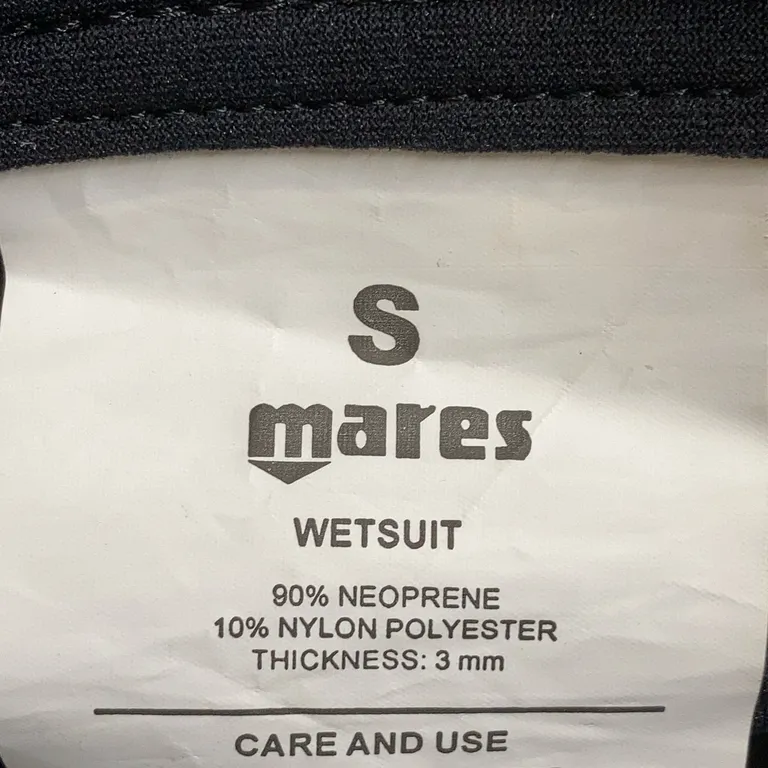 S
mares
WETSUIT
90% NEOPRENE
10% NYLON POLYESTER
THICKNESS: 3 mm
CARE AND USE